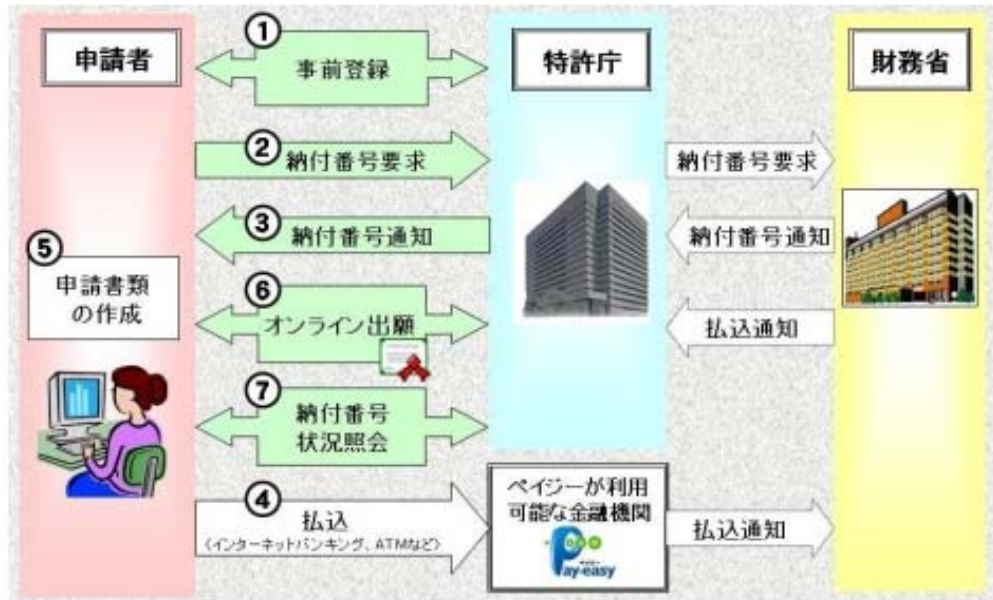 申請者
特許庁
財務省
①
事前登録
②
納付番号要求
納付番号要求
③
納付番号通知
納付番号通知
⑤
申請書類
の作成
⑥
オンライン出願
払込通知
⑦
納付番号
状況照会
④
払込
(インターネットバンキング、ATMなど)
ペイジーが利用
可能な金融機関
ペイジー
Pay-easy
払込通知